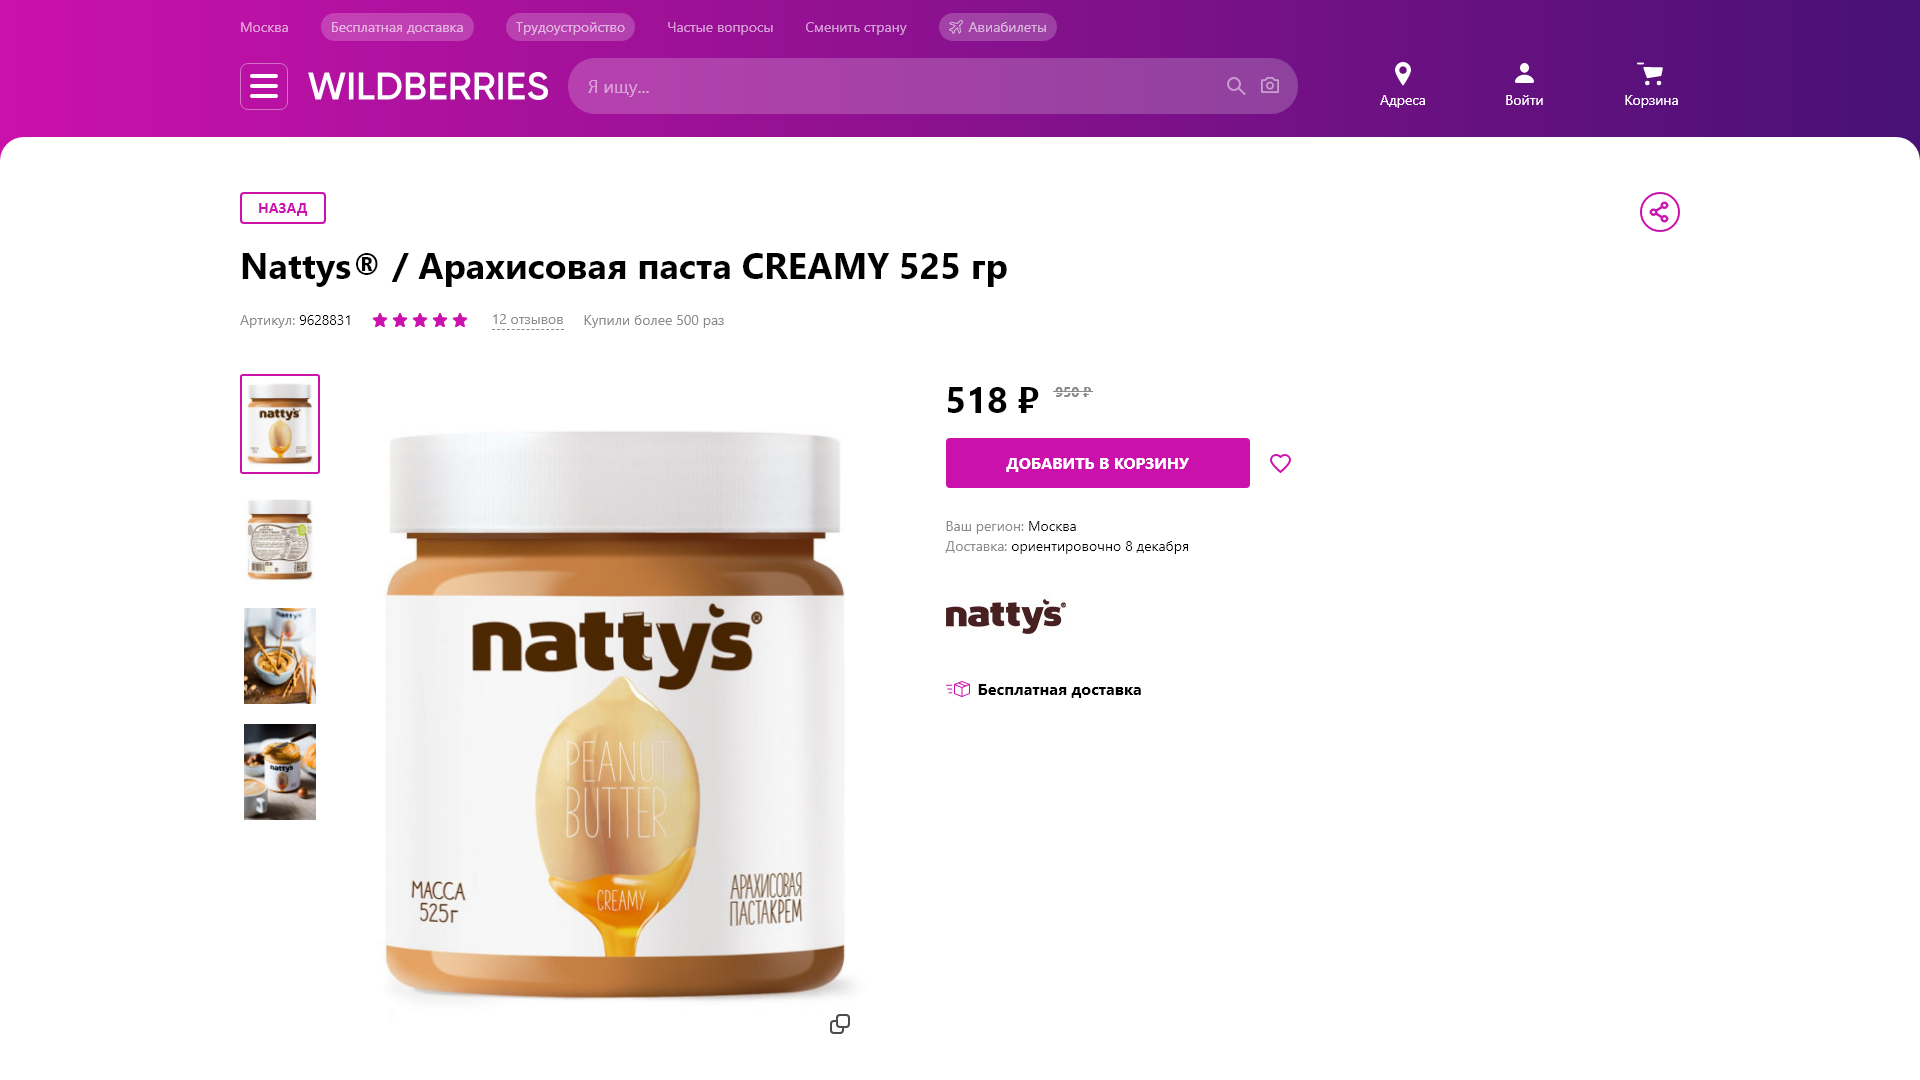 Москва
Бесплатная доставка
Трудоустройство
Частые вопросы
Сменить страну
Авиабилеты
WILDBERRIES
Я ищу...
Адреса
Войти
Корзина
НАЗАД
Nattys® / Арахисовая паста CREAMY 525 гр
Артикул: 9628831
12 отзывов
Купили более 500 раз
nattys
nattys
nattys
nattys®
PEANUT
BUTTER
CREAMY
МАССА
525г
АРАХИСОВАЯ
ПАСТАКРЕМ
518 ₽ 950 ₽
ДОБАВИТЬ В КОРЗИНУ
Ваш регион: Москва
Доставка: ориентировочно 8 декабря
nattys®
Бесплатная доставка